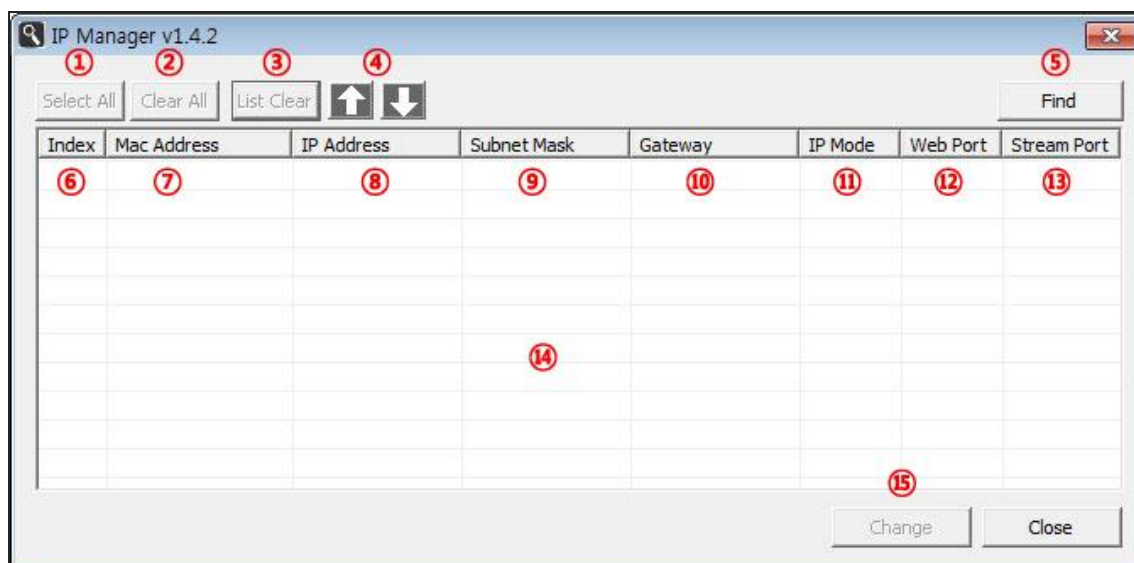 IP Manager v1.4.2
① ② ③ ④ ⑤
Select All Clear All List Clear Find
Index Mac Address IP Address Subnet Mask Gateway IP Mode Web Port Stream Port
⑥ ⑦ ⑧ ⑨ ⑩ ⑪ ⑫ ⑬
⑭
⑮
Change Close